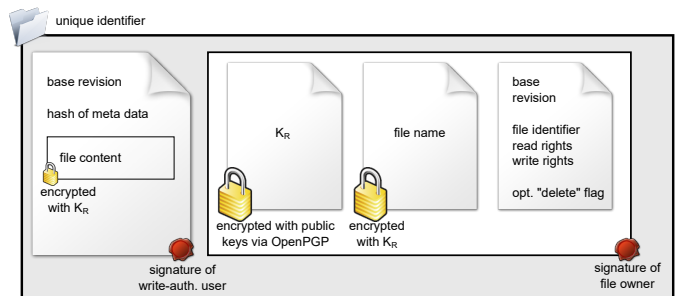 unique identifier
base revision
hash of meta data
file content
encrypted
with KR
signature of
write-auth. user
KR
encrypted with public
keys via OpenPGP
file name
encrypted
with KR
base
revision
file identifier
read rights
write rights
opt. "delete" flag
signature of
file owner